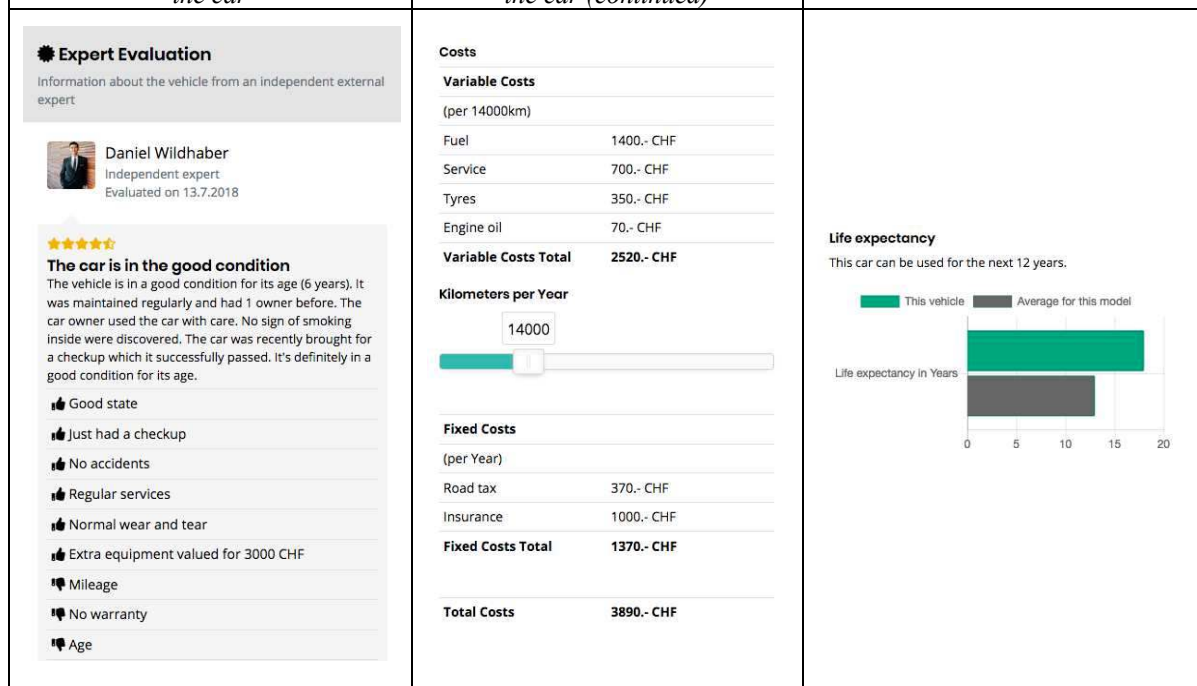 the car
the car (continued)
Expert Evaluation
Information about the vehicle from an independent external
expert
Daniel Wildhaber
Independent expert
Evaluated on 13.7.2018
The car is in the good condition
The vehicle is in a good condition for its age (6 years). It
was maintained regularly and had 1 owner before. The
car owner used the car with care. No sign of smoking
inside were discovered. The car was recently brought for
a checkup which it successfully passed. It's definitely in a
good condition for its age.
Good state
Just had a checkup
No accidents
Regular services
Normal wear and tear
Extra equipment valued for 3000 CHF
Mileage
No warranty
Age
Costs
Variable Costs
(per 14000km)
Fuel 1400.- CHF
Service 700.- CHF
Tyres 350.- CHF
Engine oil 70.- CHF
Variable Costs Total 2520.- CHF
Kilometers per Year
14000
Fixed Costs
(per Year)
Road tax 370.- CHF
Insurance 1000.- CHF
Fixed Costs Total 1370.- CHF
Total Costs 3890.- CHF
Life expectancy
This car can be used for the next 12 years.
This vehicle Average for this model
Life expectancy in Years
0 5 10 15 20